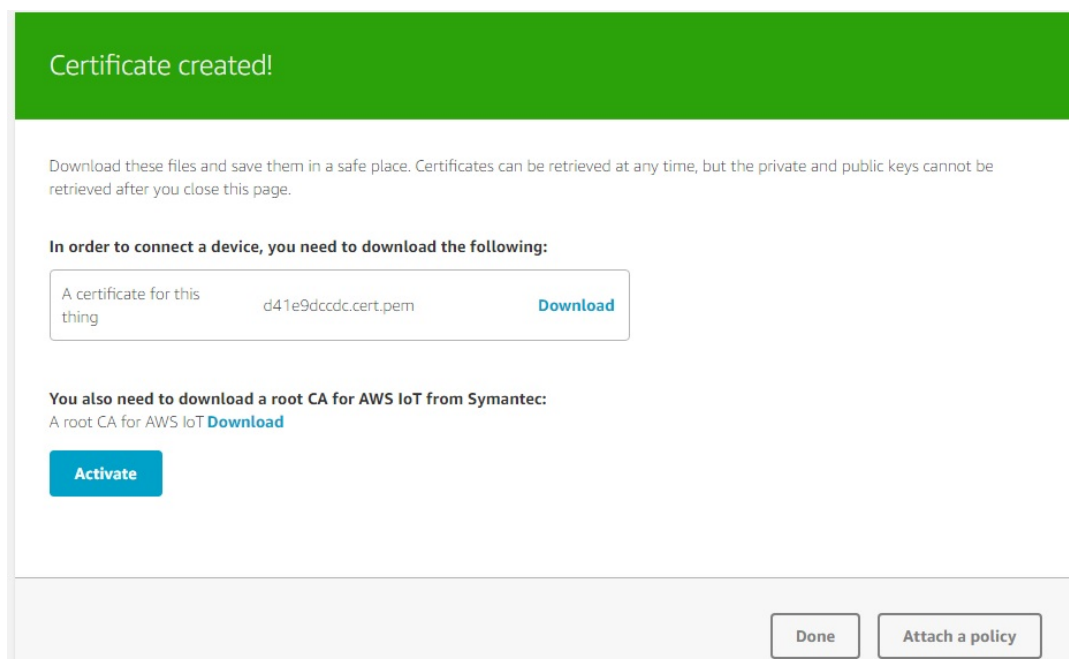 Certificate created!
Download these files and save them in a safe place. Certificates can be retrieved at any time, but the private and public keys cannot be
retrieved after you close this page.
In order to connect a device, you need to download the following:
A certificate for this
thing
d41e9dccdc.cert.pem
Download
You also need to download a root CA for AWS IoT from Symantec:
A root CA for AWS IoT Download
Activate
Done
Attach a policy